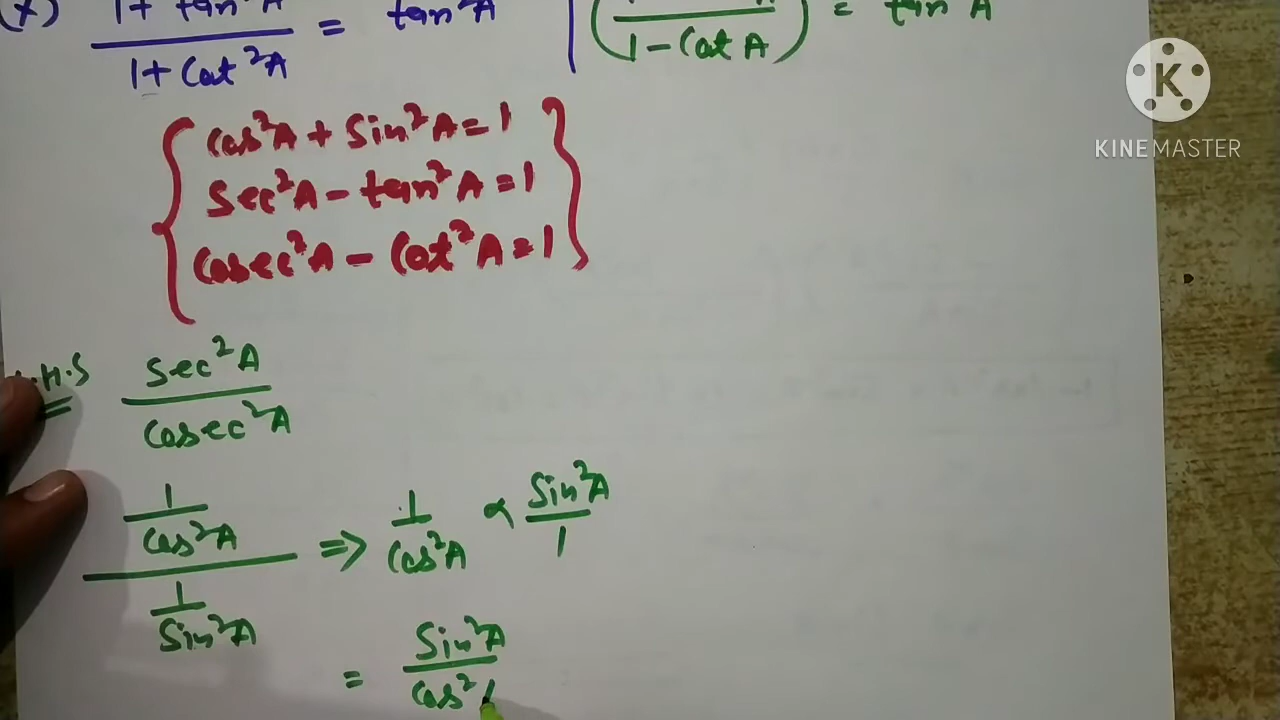 (x) 1 + tan²A / 1 + Cot²A = tan²A | ( / 1 - Cot A ) = tan A
K
KINEMASTER
{ Cos²A + Sin²A = 1
Sec²A - tan²A = 1
Cosec²A - Cot²A = 1 }
.H.S Sec²A / Cosec²A
1/Cos²A / 1/Sin²A => 1/Cos²A × Sin²A/1
= Sin²A / Cos²